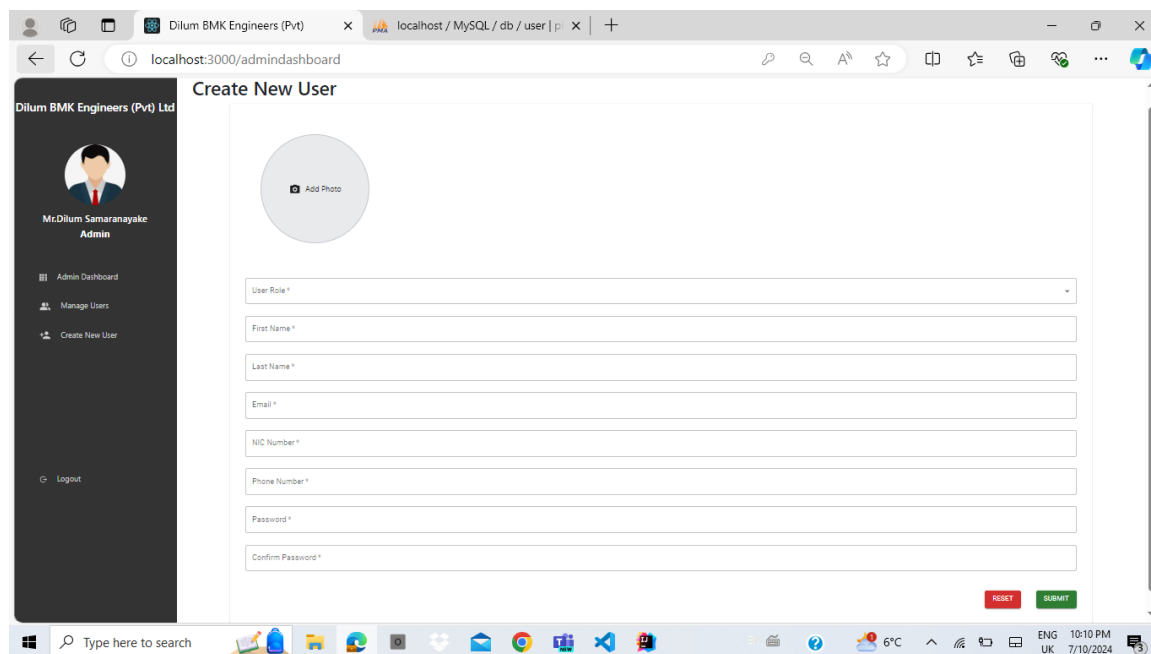 Dilum BMK Engineers (Pvt)
localhost / MySQL / db / user | p
localhost:3000/admindashboard
Create New User
Dilum BMK Engineers (Pvt) Ltd
Mr.Dilum Samaranayake
Admin
Admin Dashboard
Manage Users
Create New User
Logout
Add Photo
User Role *
First Name *
Last Name *
Email *
NIC Number *
Phone Number *
Password *
Confirm Password *
RESET SUBMIT
Type here to search
6°C
ENG 10:10 PM
UK 7/10/2024